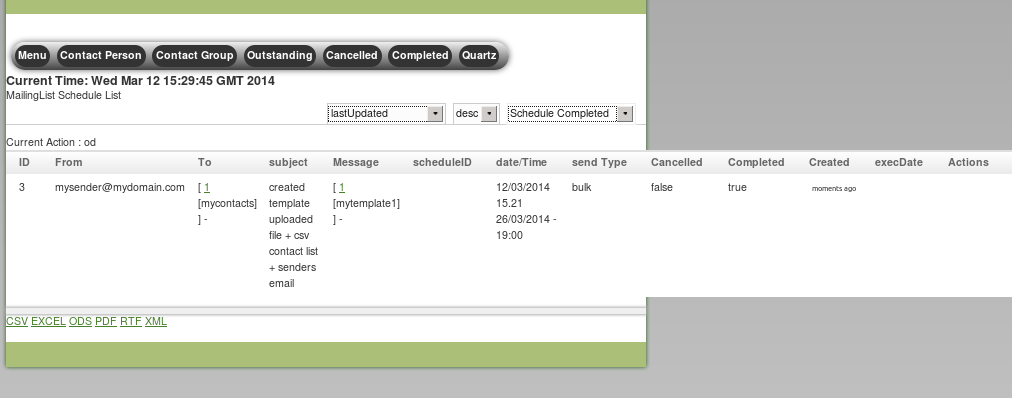 Menu Contact Person Contact Group Outstanding Cancelled Completed Quartz
Current Time: Wed Mar 12 15:29:45 GMT 2014
MailingList Schedule List
lastUpdated desc Schedule Completed
Current Action : od
ID From To subject Message scheduleID date/Time send Type Cancelled Completed Created execDate Actions
3 mysender@mydomain.com [ 1 created [ 1 12/03/2014 bulk false true moments ago
[mycontacts] template [mytemplate1] 15.21
] - uploaded ] - 26/03/2014 -
file + csv 19:00
contact list
+ senders
email
CSV EXCEL ODS PDF RTF XML